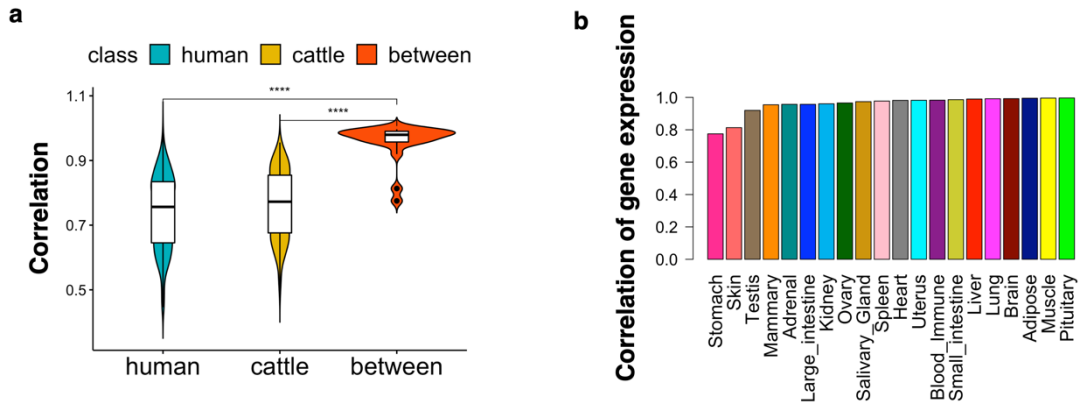 a
class human cattle between
Correlation
1.1
0.9
0.7
0.5
****
****
human cattle between
b
Correlation of gene expression
1.0
0.8
0.6
0.4
0.2
0.0
Stomach
Skin
Testis
Mammary
Adrenal
Large_intestine
Kidney
Ovary
Salivary_Gland
Spleen
Heart
Uterus
Blood_Immune
Small_intestine
Liver
Lung
Brain
Adipose
Muscle
Pituitary